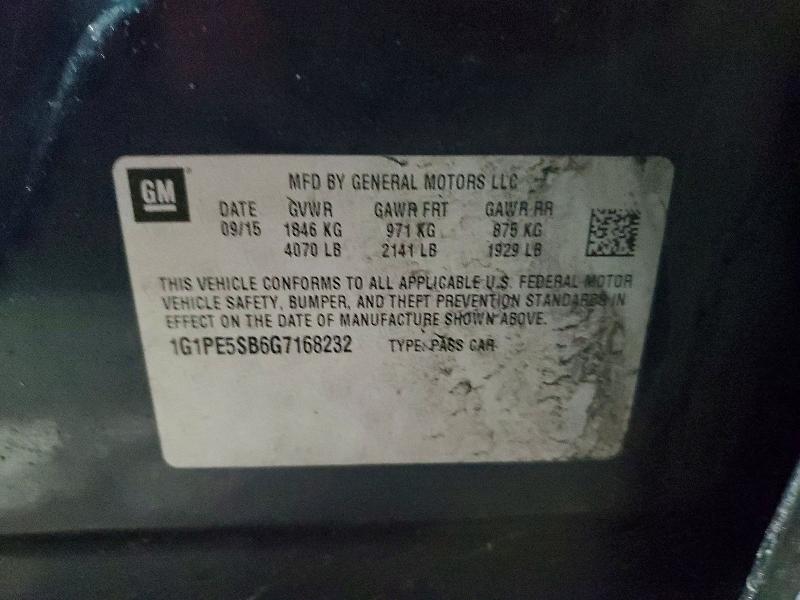 GM
MFD BY GENERAL MOTORS LLC
DATE GVWR GAWR FRT GAWR RR
09/15 1846 KG 971 KG 875 KG
4070 LB 2141 LB 1929 LB
THIS VEHICLE CONFORMS TO ALL APPLICABLE U.S. FEDERAL MOTOR
VEHICLE SAFETY, BUMPER, AND THEFT PREVENTION STANDARDS IN
EFFECT ON THE DATE OF MANUFACTURE SHOWN ABOVE.
1G1PE5SB6G7168232 TYPE: PASS CAR